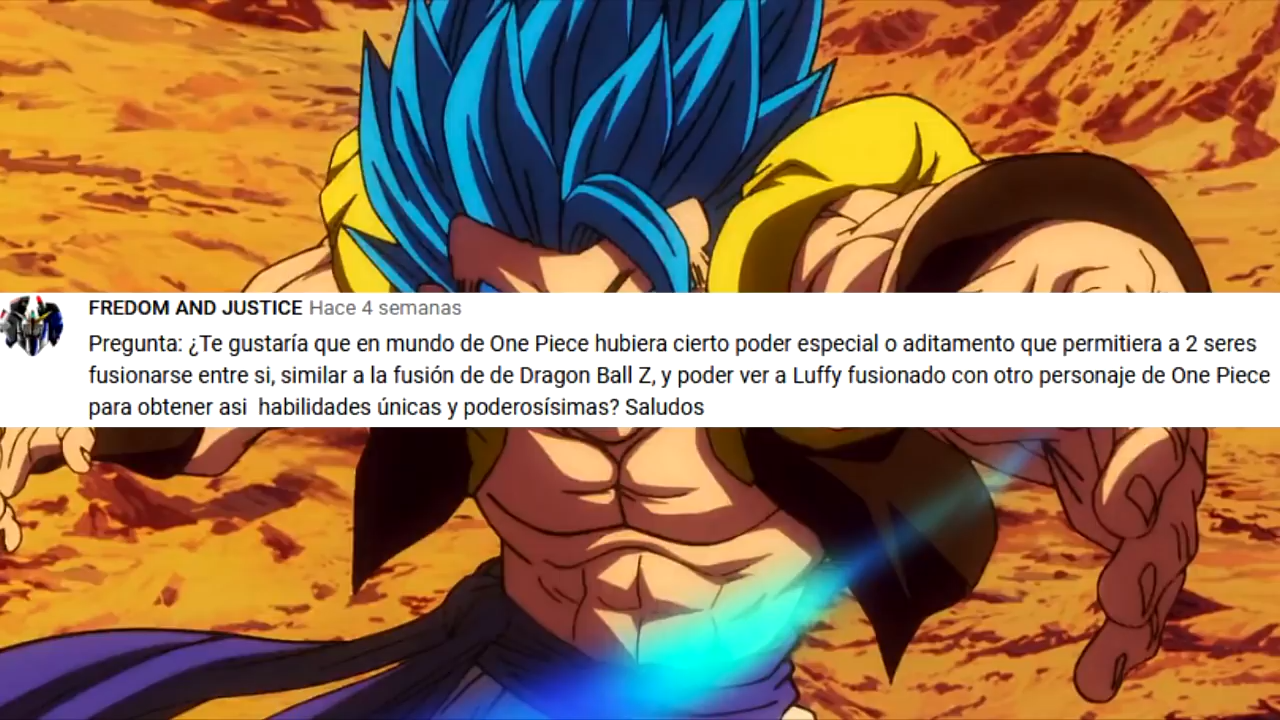 FREDOM AND JUSTICE Hace 4 semanas
Pregunta: ¿Te gustaría que en mundo de One Piece hubiera cierto poder especial o aditamento que permitiera a 2 seres
fusionarse entre si, similar a la fusión de de Dragon Ball Z, y poder ver a Luffy fusionado con otro personaje de One Piece
para obtener asi habilidades únicas y poderosísimas? Saludos